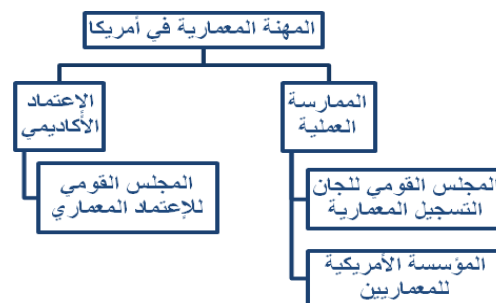 المهنة المعمارية في أمريكا
الممارسة
العملية
المجلس القومي للجان
التسجيل المعمارية
المؤسسة الأمريكية
للمعماريين
الإعتماد
الأكاديمي
المجلس القومي
للإعتماد المعماري